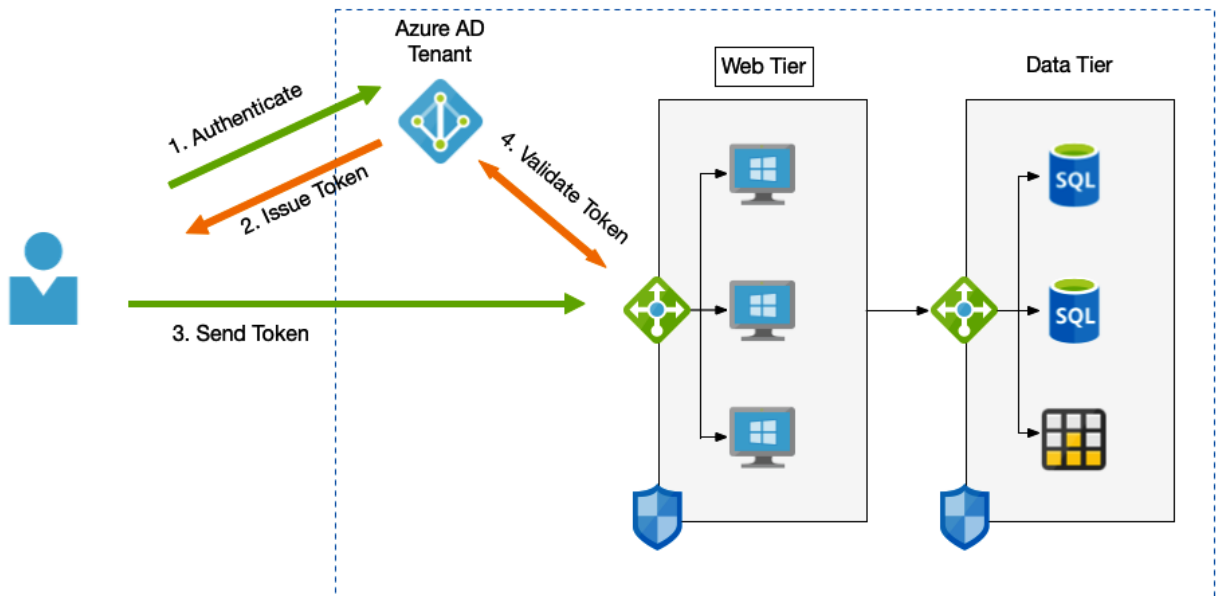 Azure AD
Tenant
Web Tier
Data Tier
1. Authenticate
2. Issue Token
4. Validate Token
3. Send Token
SQL
SQL